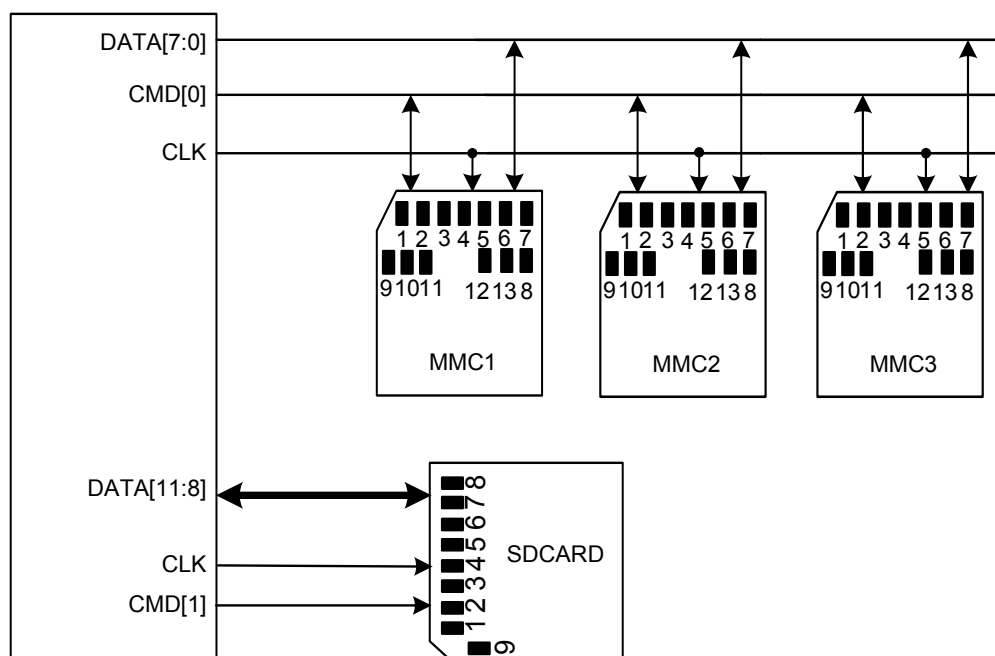 DATA[7:0]
CMD[0]
CLK
1 2 3 4 5 6 7
9 10 11 12 13 8
MMC1
1 2 3 4 5 6 7
9 10 11 12 13 8
MMC2
1 2 3 4 5 6 7
9 10 11 12 13 8
MMC3
DATA[11:8]
CLK
CMD[1]
1 2 3 4 5 6 7 8
9
SDCARD